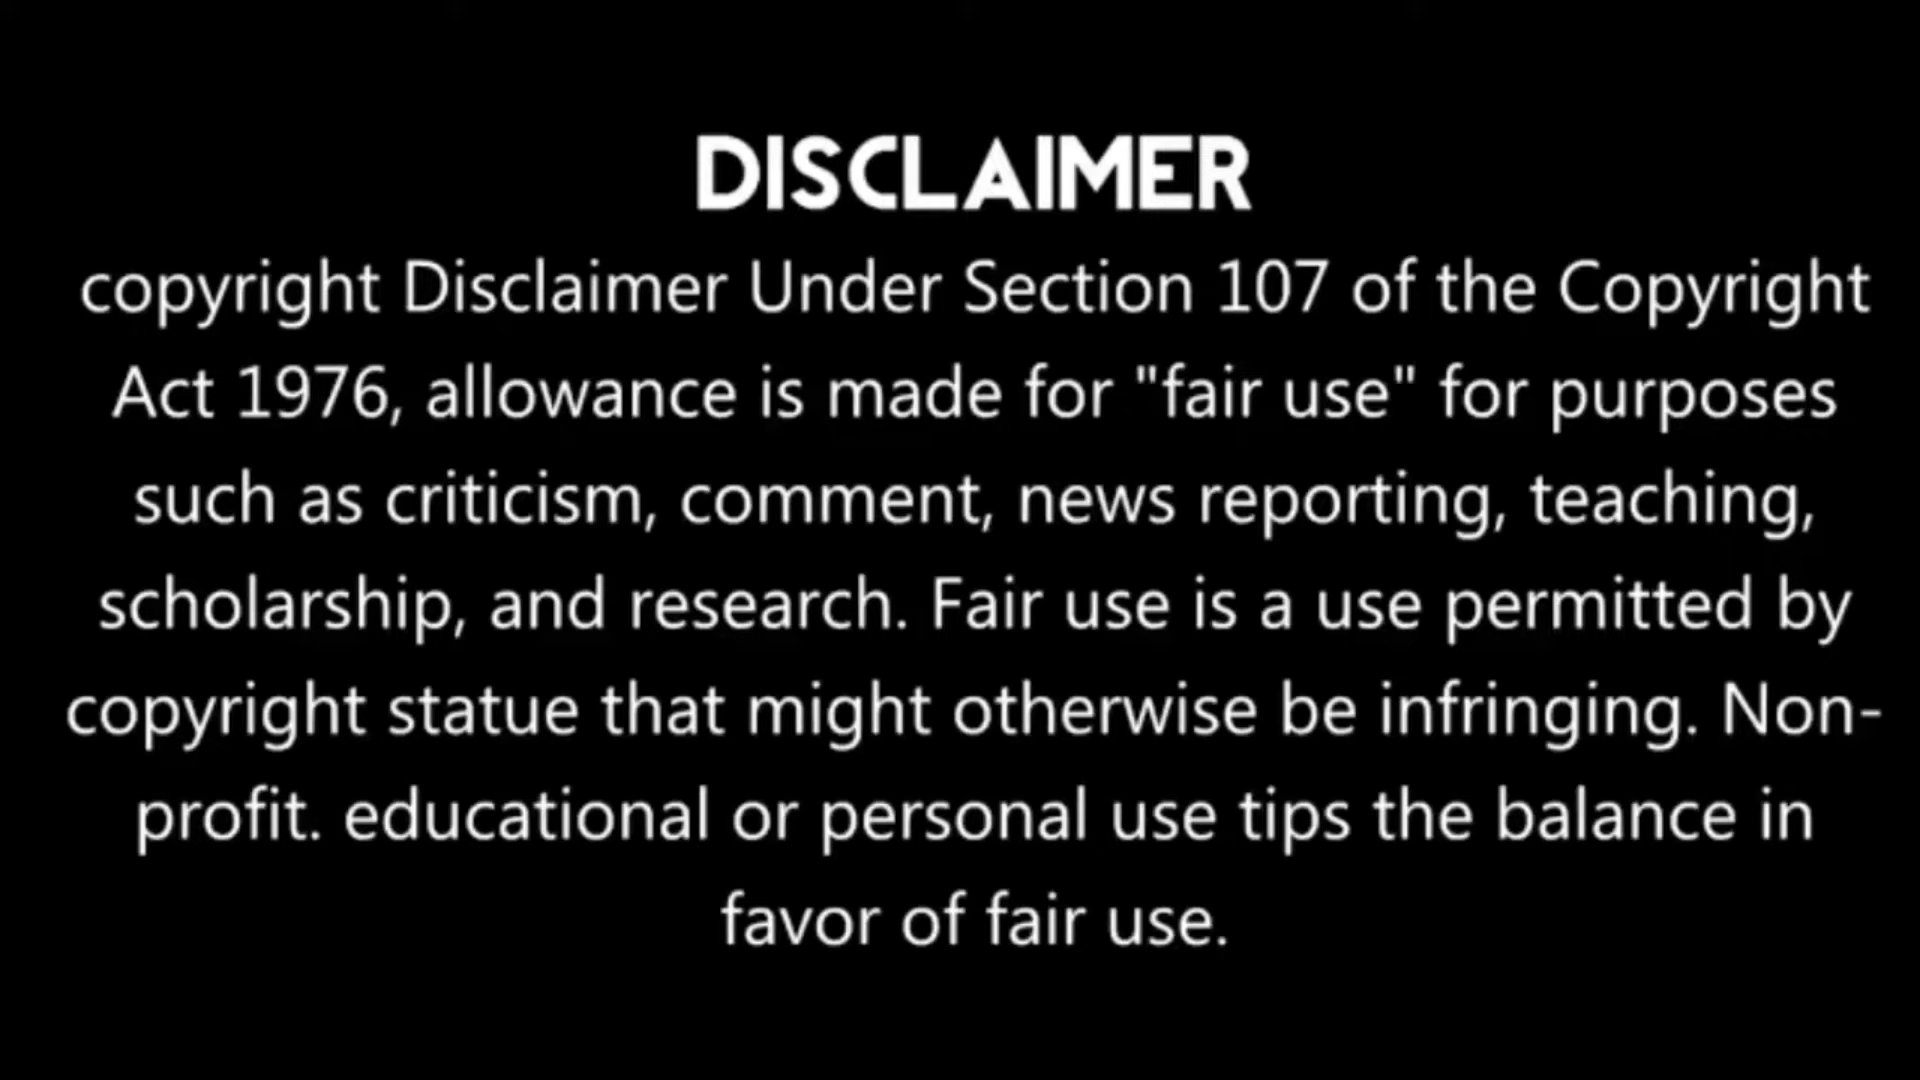 DISCLAIMER
copyright Disclaimer Under Section 107 of the Copyright
Act 1976, allowance is made for "fair use" for purposes
such as criticism, comment, news reporting, teaching,
scholarship, and research. Fair use is a use permitted by
copyright statue that might otherwise be infringing. Non-
profit. educational or personal use tips the balance in
favor of fair use.